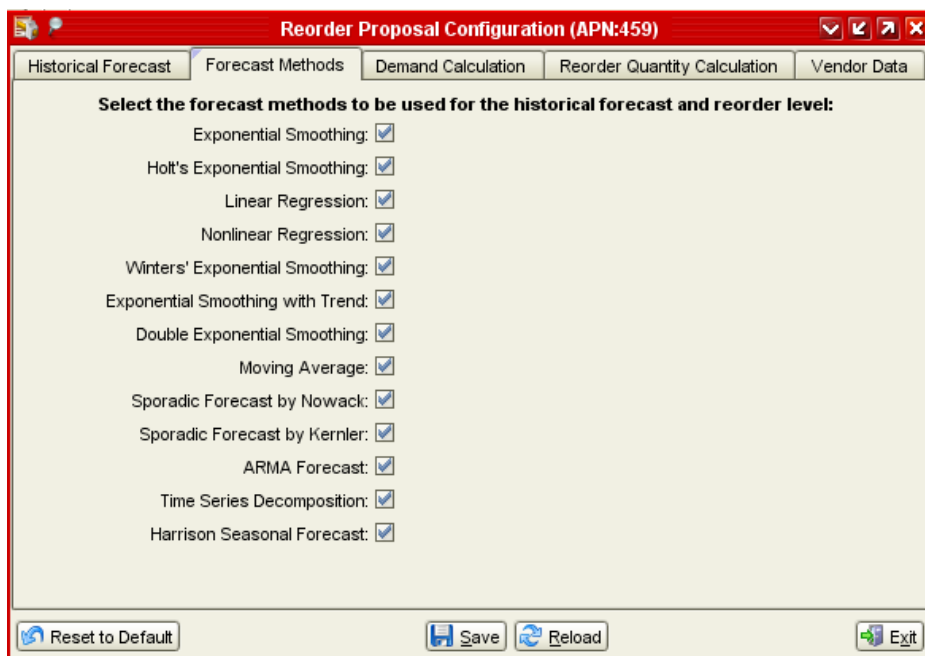 Reorder Proposal Configuration (APN:459)
Historical Forecast Forecast Methods Demand Calculation Reorder Quantity Calculation Vendor Data
Select the forecast methods to be used for the historical forecast and reorder level:
Exponential Smoothing:
Holt's Exponential Smoothing:
Linear Regression:
Nonlinear Regression:
Winters' Exponential Smoothing:
Exponential Smoothing with Trend:
Double Exponential Smoothing:
Moving Average:
Sporadic Forecast by Nowack:
Sporadic Forecast by Kernler:
ARMA Forecast:
Time Series Decomposition:
Harrison Seasonal Forecast:
Reset to Default Save Reload Exit